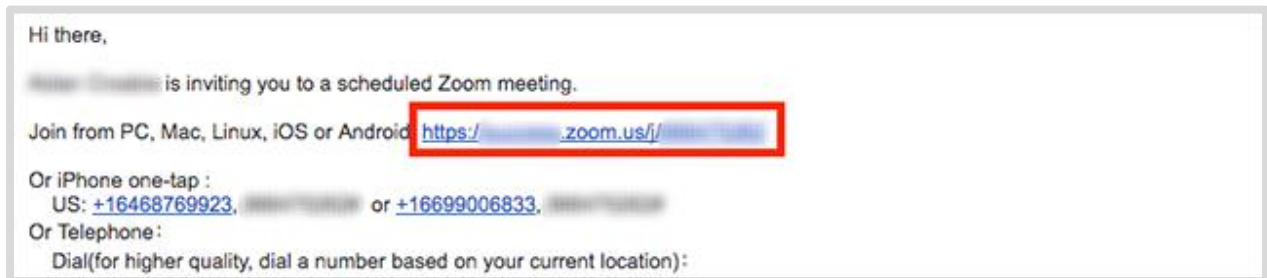 Hi there,
is inviting you to a scheduled Zoom meeting.
Join from PC, Mac, Linux, iOS or Android https:/ .zoom.us/j/
Or iPhone one-tap :
US: +16468769923, or +16699006833,
Or Telephone:
Dial(for higher quality, dial a number based on your current location):